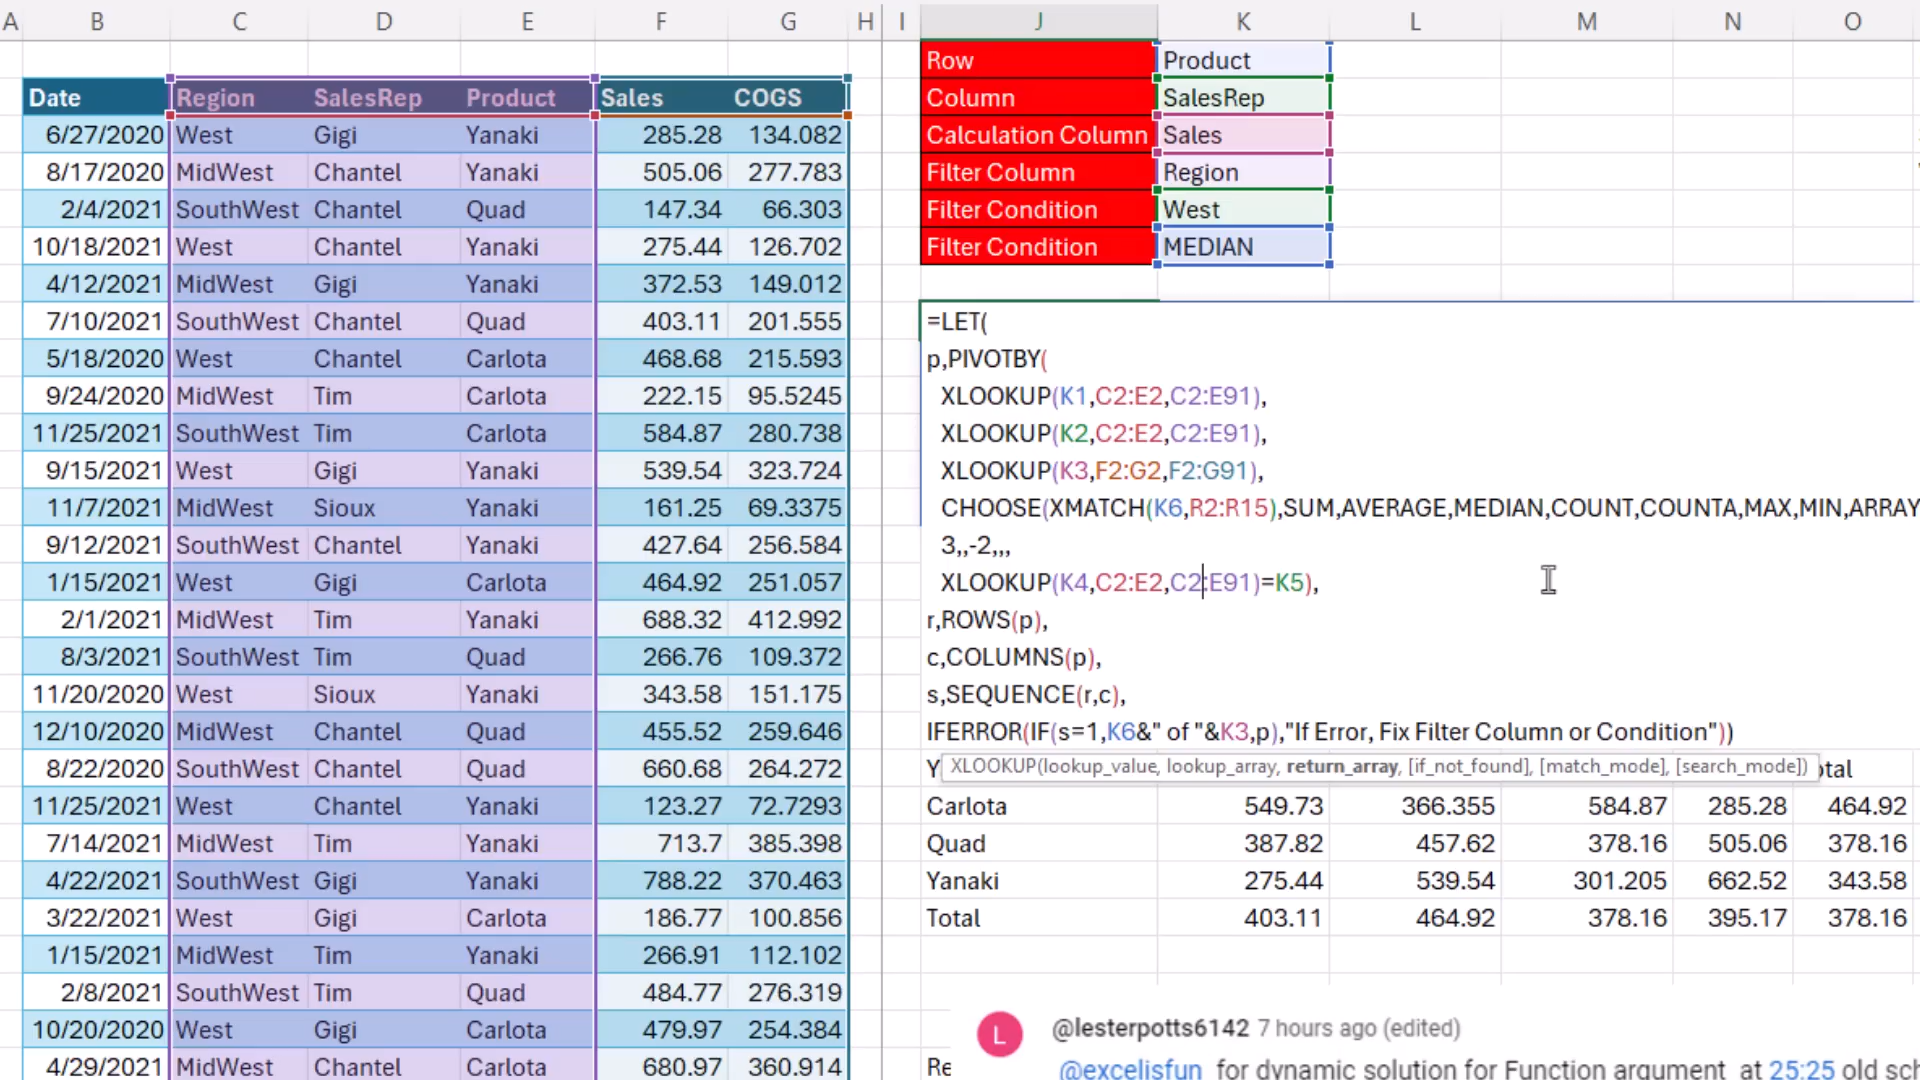 A B C D E F G H I J K L M N O
Row Product
Date Region SalesRep Product Sales COGS Column SalesRep
6/27/2020 West Gigi Yanaki 285.28 134.082 Calculation Column Sales
8/17/2020 MidWest Chantel Yanaki 505.06 277.783 Filter Column Region
2/4/2021 SouthWest Chantel Quad 147.34 66.303 Filter Condition West
10/18/2021 West Chantel Yanaki 275.44 126.702 Filter Condition MEDIAN
4/12/2021 MidWest Gigi Yanaki 372.53 149.012
7/10/2021 SouthWest Chantel Quad 403.11 201.555 =LET(
5/18/2020 West Chantel Carlota 468.68 215.593 p,PIVOTBY(
9/24/2020 MidWest Tim Carlota 222.15 95.5245 XLOOKUP(K1,C2:E2,C2:E91),
11/25/2021 SouthWest Tim Carlota 584.87 280.738 XLOOKUP(K2,C2:E2,C2:E91),
9/15/2021 West Gigi Yanaki 539.54 323.724 XLOOKUP(K3,F2:G2,F2:G91),
11/7/2021 MidWest Sioux Yanaki 161.25 69.3375 CHOOSE(XMATCH(K6,R2:R15),SUM,AVERAGE,MEDIAN,COUNT,COUNTA,MAX,MIN,ARRAY
9/12/2021 SouthWest Chantel Yanaki 427.64 256.584 3,,-2,,,
1/15/2021 West Gigi Carlota 464.92 251.057 XLOOKUP(K4,C2:E2,C2:E91)=K5),
2/1/2021 MidWest Tim Yanaki 688.32 412.992 r,ROWS(p),
8/3/2021 SouthWest Tim Quad 266.76 109.372 c,COLUMNS(p),
11/20/2020 West Sioux Yanaki 343.58 151.175 s,SEQUENCE(r,c),
12/10/2020 MidWest Chantel Quad 455.52 259.646 IFERROR(IF(s=1,K6&" of "&K3,p),"If Error, Fix Filter Column or Condition"))
8/22/2020 SouthWest Gigi Quad 660.68 264.272 Y XLOOKUP(lookup_value, lookup_array, return_array, [if_not_found], [match_mode], [search_mode]) otal
11/25/2021 West Gigi Yanaki 123.27 72.7293 Carlota 549.73 366.355 584.87 285.28 464.92
7/14/2021 MidWest Tim Yanaki 713.7 385.398 Quad 387.82 457.62 378.16 505.06 378.16
4/22/2021 SouthWest Gigi Yanaki 788.22 370.463 Yanaki 275.44 539.54 301.205 662.52 343.58
3/22/2021 West Gigi Carlota 186.77 100.856 Total 403.11 464.92 378.16 395.17 378.16
1/15/2021 MidWest Tim Yanaki 266.91 112.102
2/8/2021 SouthWest Tim Quad 484.77 276.319
10/20/2020 West Gigi Carlota 479.97 254.384 L @lesterpotts6142 7 hours ago (edited)
4/29/2021 MidWest Chantel Carlota 680.97 360.914 Re @excelisfun for dynamic solution for Function argument at 25:25 old sch